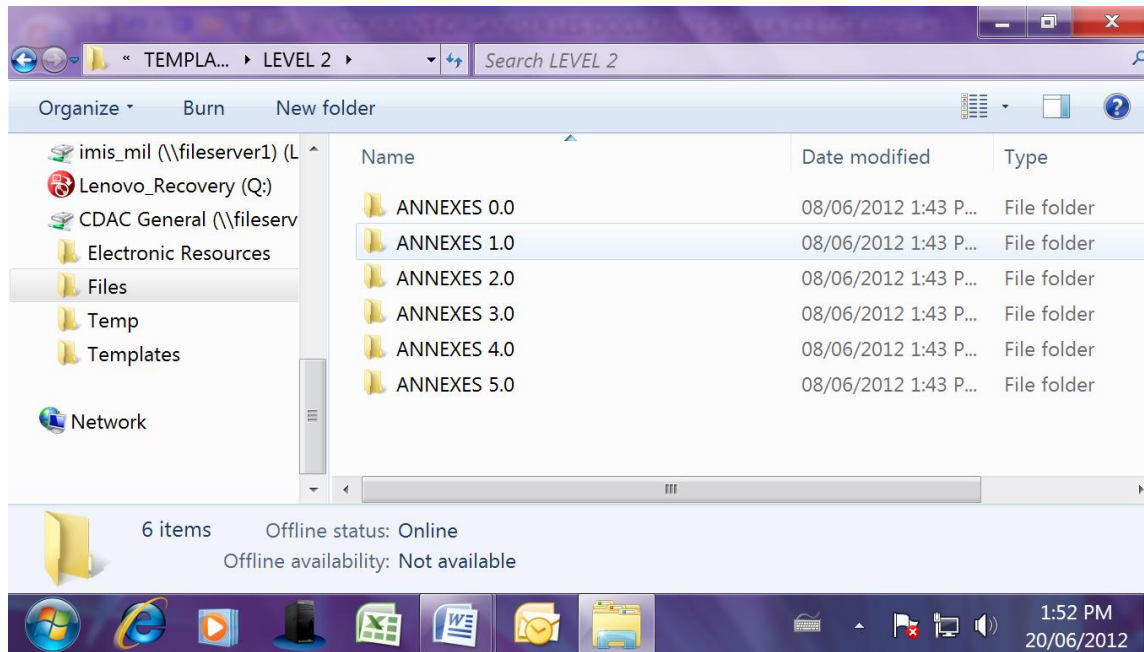 « TEMPLA... ▸ LEVEL 2 ▸ Search LEVEL 2
Organize Burn New folder
imis_mil (\\fileserver1) (L
Lenovo_Recovery (Q:)
CDAC General (\\fileserv
Electronic Resources
Files
Temp
Templates
Network
Name Date modified Type
ANNEXES 0.0 08/06/2012 1:43 P... File folder
ANNEXES 1.0 08/06/2012 1:43 P... File folder
ANNEXES 2.0 08/06/2012 1:43 P... File folder
ANNEXES 3.0 08/06/2012 1:43 P... File folder
ANNEXES 4.0 08/06/2012 1:43 P... File folder
ANNEXES 5.0 08/06/2012 1:43 P... File folder
6 items Offline status: Online
Offline availability: Not available
1:52 PM
20/06/2012